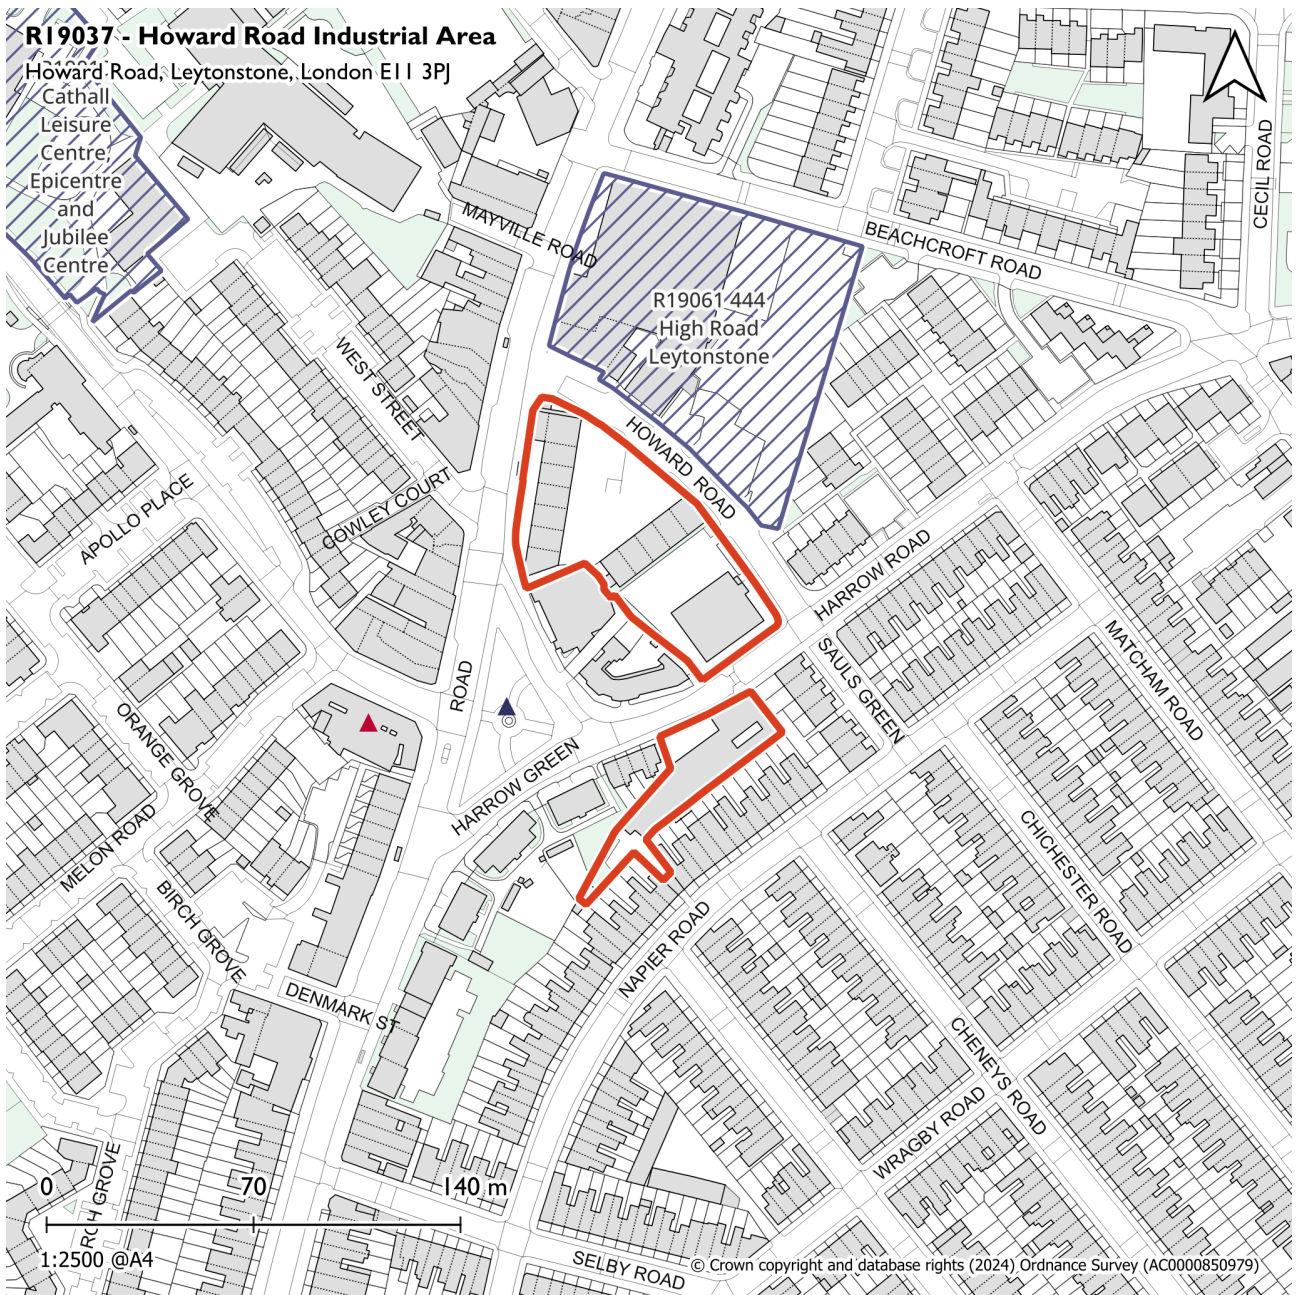 R19037 - Howard Road Industrial Area
Howard Road, Leytonstone, London E11 3PJ
Cathall
Leisure
Centre,
Epicentre
and
Jubilee
Centre
MAYVILLE ROAD
BEACHCROFT ROAD
CECIL ROAD
R19061 444
High Road
Leytonstone
WEST STREET
HOWARD ROAD
COWLEY COURT
APOLLO PLACE
HARROW ROAD
SAULS GREEN
MATCHAM ROAD
ROAD
ORANGE GROVE
HARROW GREEN
MELON ROAD
CHICHESTER ROAD
BIRCH GROVE
NAPIER ROAD
DENMARK ST
CHENEYS ROAD
WRAGBY ROAD
GROVE
SELBY ROAD
0 70 140 m
1:2500 @A4
© Crown copyright and database rights (2024) Ordnance Survey (AC0000850979)